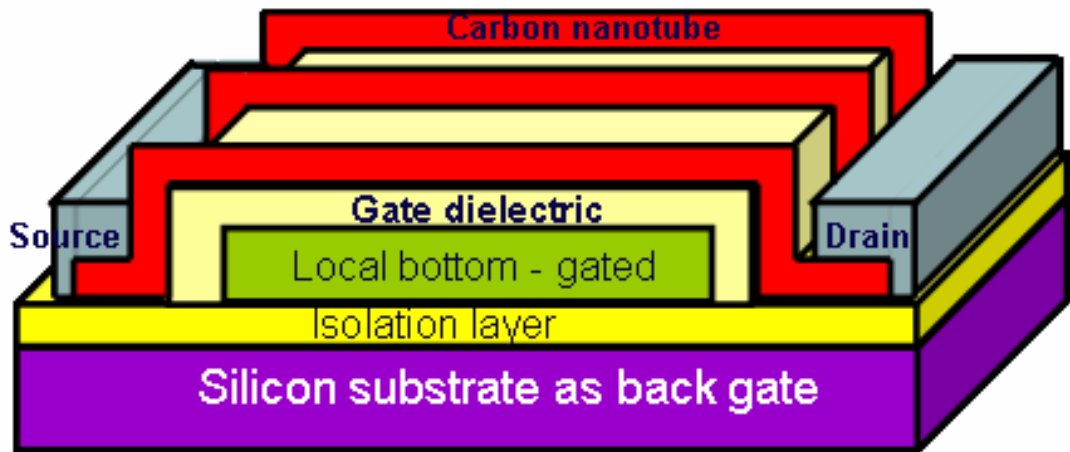 Carbon nanotube
Gate dielectric
Source
Drain
Local bottom - gated
Isolation layer
Silicon substrate as back gate